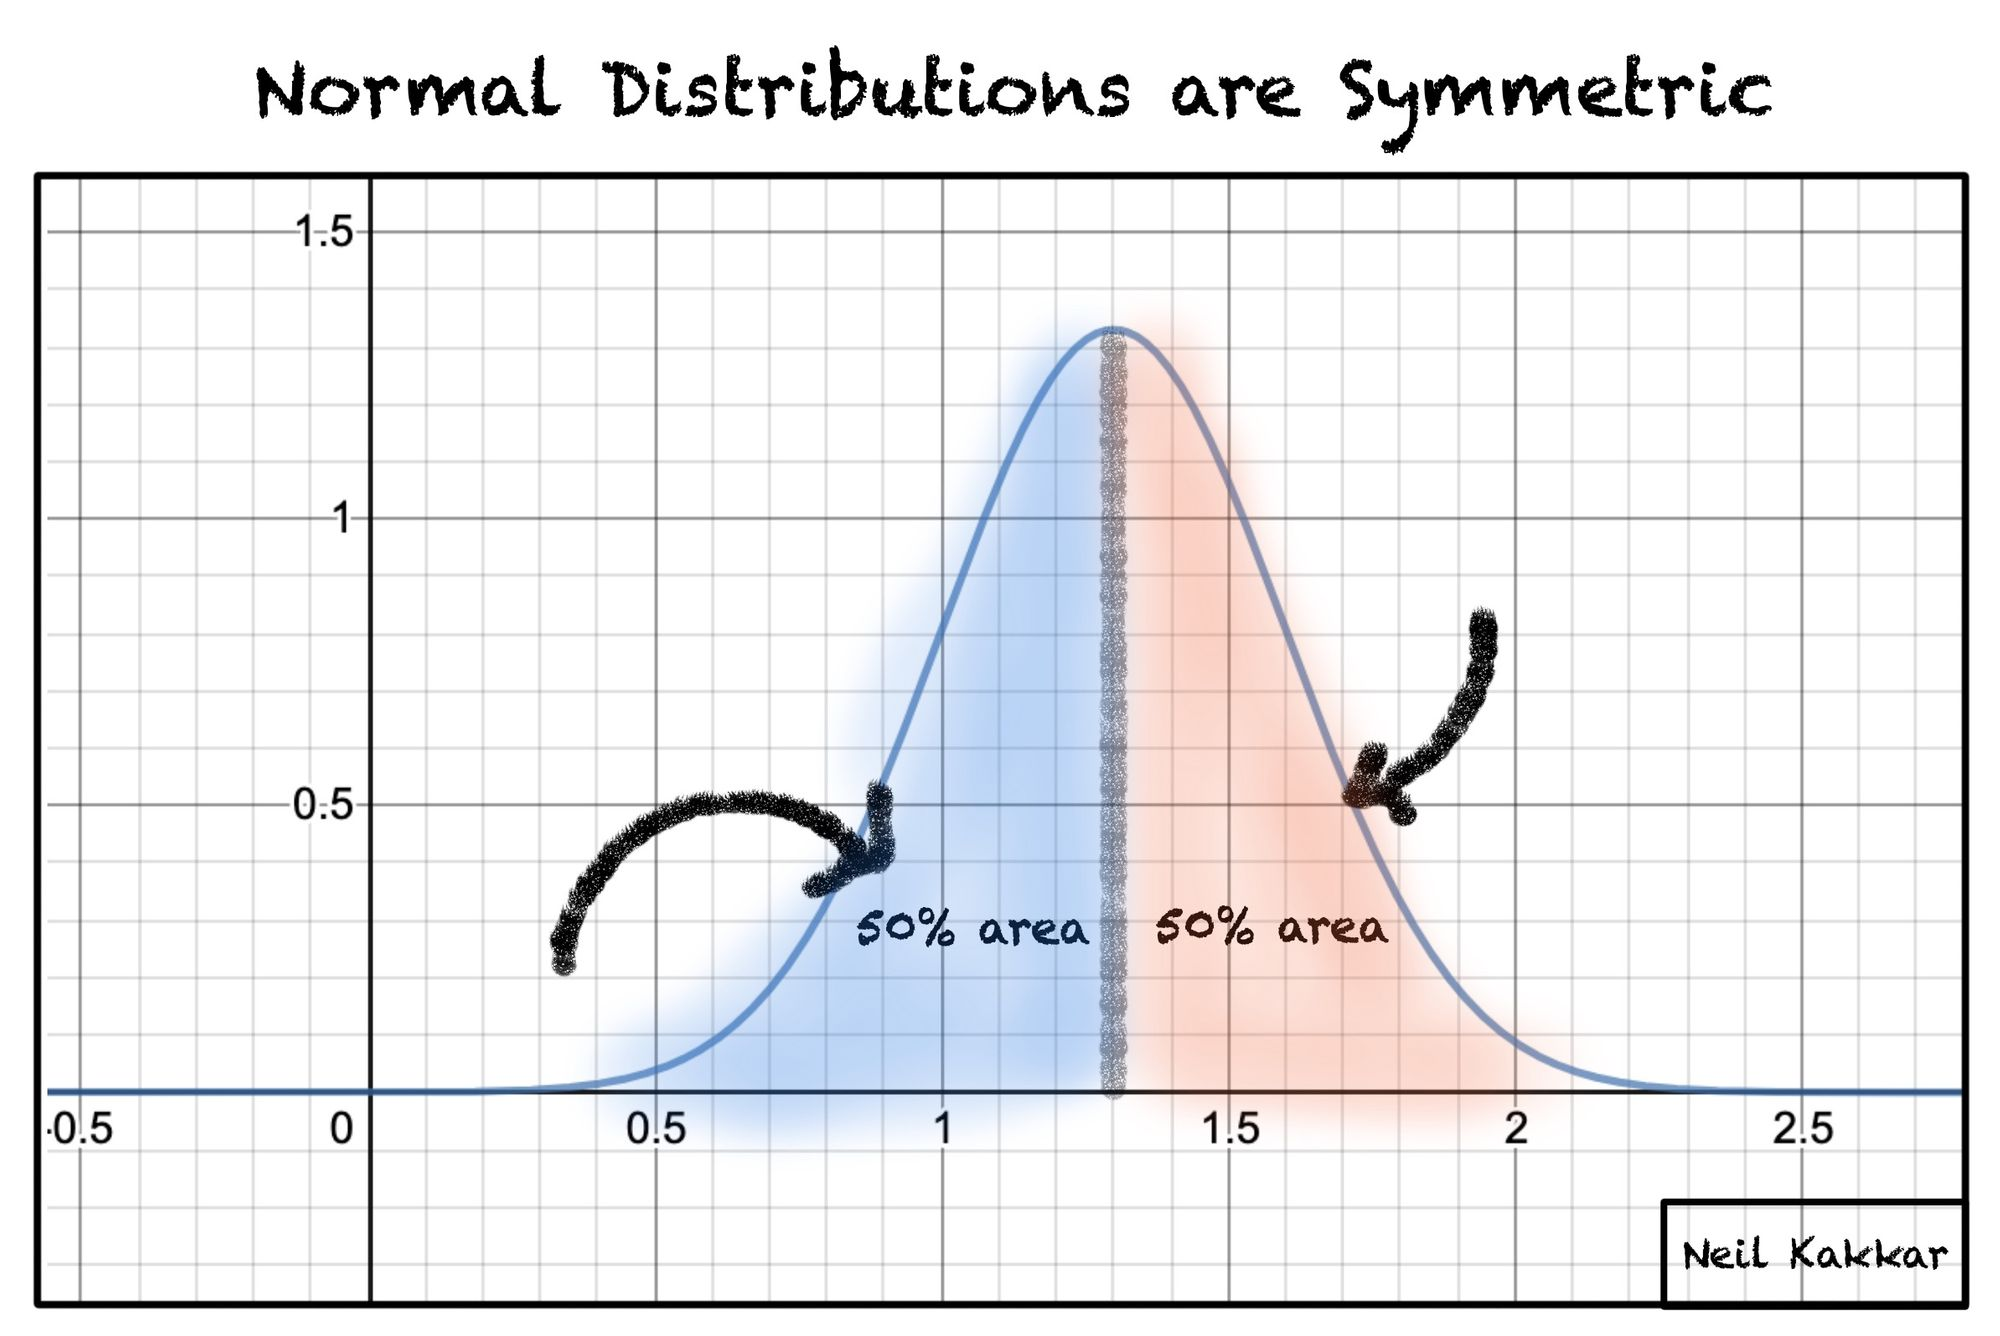 Normal Distributions are Symmetric
1.5
1
0.5
50% area 50% area
-0.5 0 0.5 1 1.5 2 2.5
Neil Kakkar